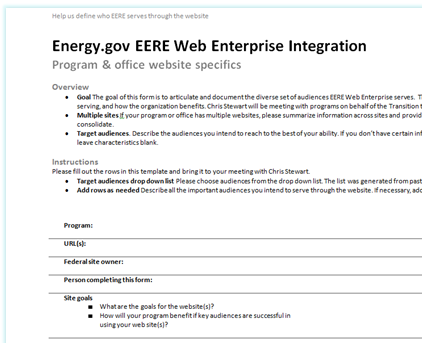 Help us define who EERE serves through the website
Energy.gov EERE Web Enterprise Integration
Program & office website specifics
Overview
• Goal The goal of this form is to articulate and document the diverse set of audiences EERE Web Enterprise serves. T
serving, and how the organization benefits. Chris Stewart will be meeting with programs on behalf of the Transition t
• Multiple sites If your program or office has multiple websites, please summarize information across sites and provid
consolidate.
• Target audiences. Describe the audiences you intend to reach to the best of your ability. If you don't have certain inf
leave characteristics blank.
Instructions
Please fill out the rows in this template and bring it to your meeting with Chris Stewart.
• Target audiences drop down list Please choose audiences from the drop down list. The list was generated from past
• Add rows as needed Describe all the important audiences you intend to serve through the website. If necessary, add
Program:
URL(s):
Federal site owner:
Person completing this form:
Site goals
■ What are the goals for the website(s)?
■ How will your program benefit if key audiences are successful in
using your web site(s)?